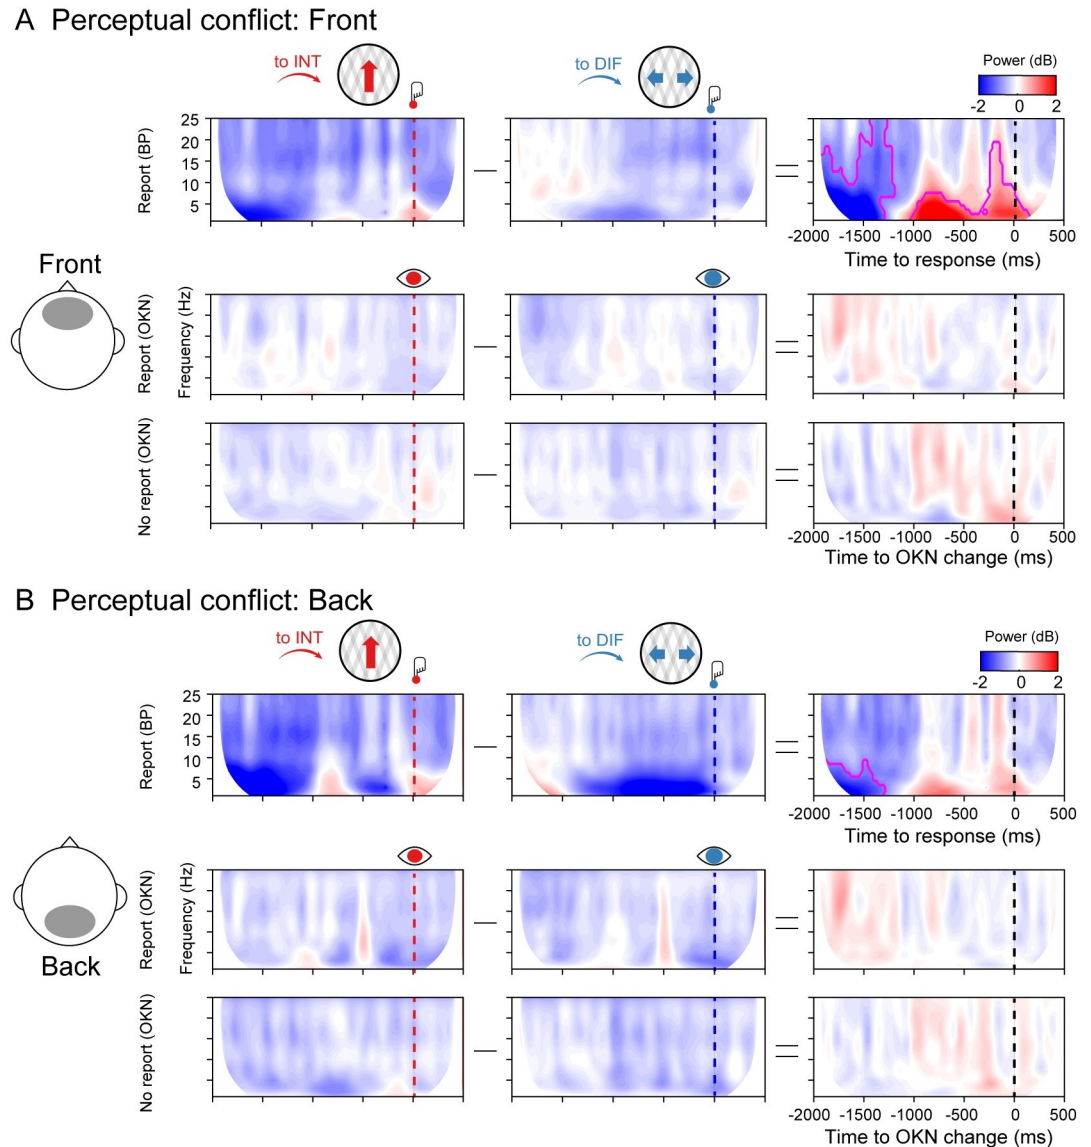 A Perceptual conflict: Front
to INT
to DIF
Power (dB)
-2 0 2
Report (BP)
25
20
15
10
5
-2000 -1500 -1000 -500 0 500
Time to response (ms)
Front
Report (OKN)
Frequency (Hz)
No report (OKN)
-2000 -1500 -1000 -500 0 500
Time to OKN change (ms)
B Perceptual conflict: Back
to INT
to DIF
Power (dB)
-2 0 2
Report (BP)
25
20
15
10
5
-2000 -1500 -1000 -500 0 500
Time to response (ms)
Report (OKN)
Frequency (Hz)
Back
No report (OKN)
-2000 -1500 -1000 -500 0 500
Time to OKN change (ms)